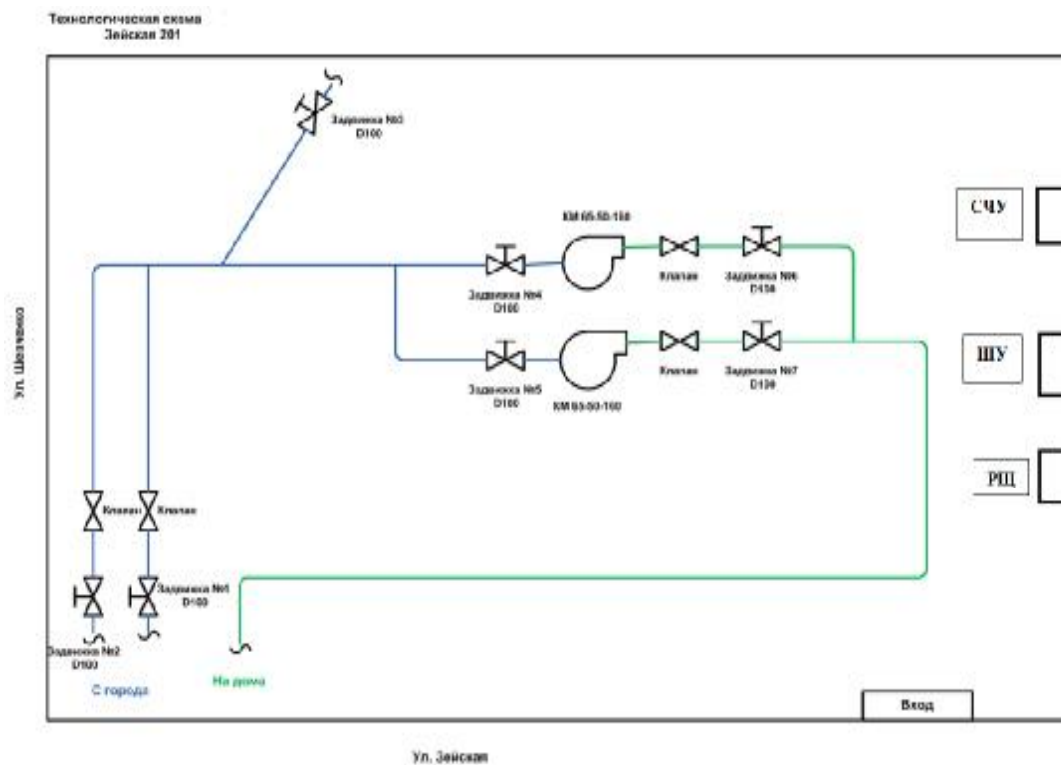 Технологическая схема
Зейская 201
Задвижка №3
D100
КМ 65-50-160
СЧУ
Задвижка №4
D100
Клапан
Задвижка №6
D150
Ул. Шевченко
ШУ
Задвижка №5
D100
КМ 65-50-160
Клапан
Задвижка №7
D150
РЩ
Клапан
Клапан
Задвижка №1
D100
Задвижка №2
D100
С города
На дома
Вход
Ул. Зейская